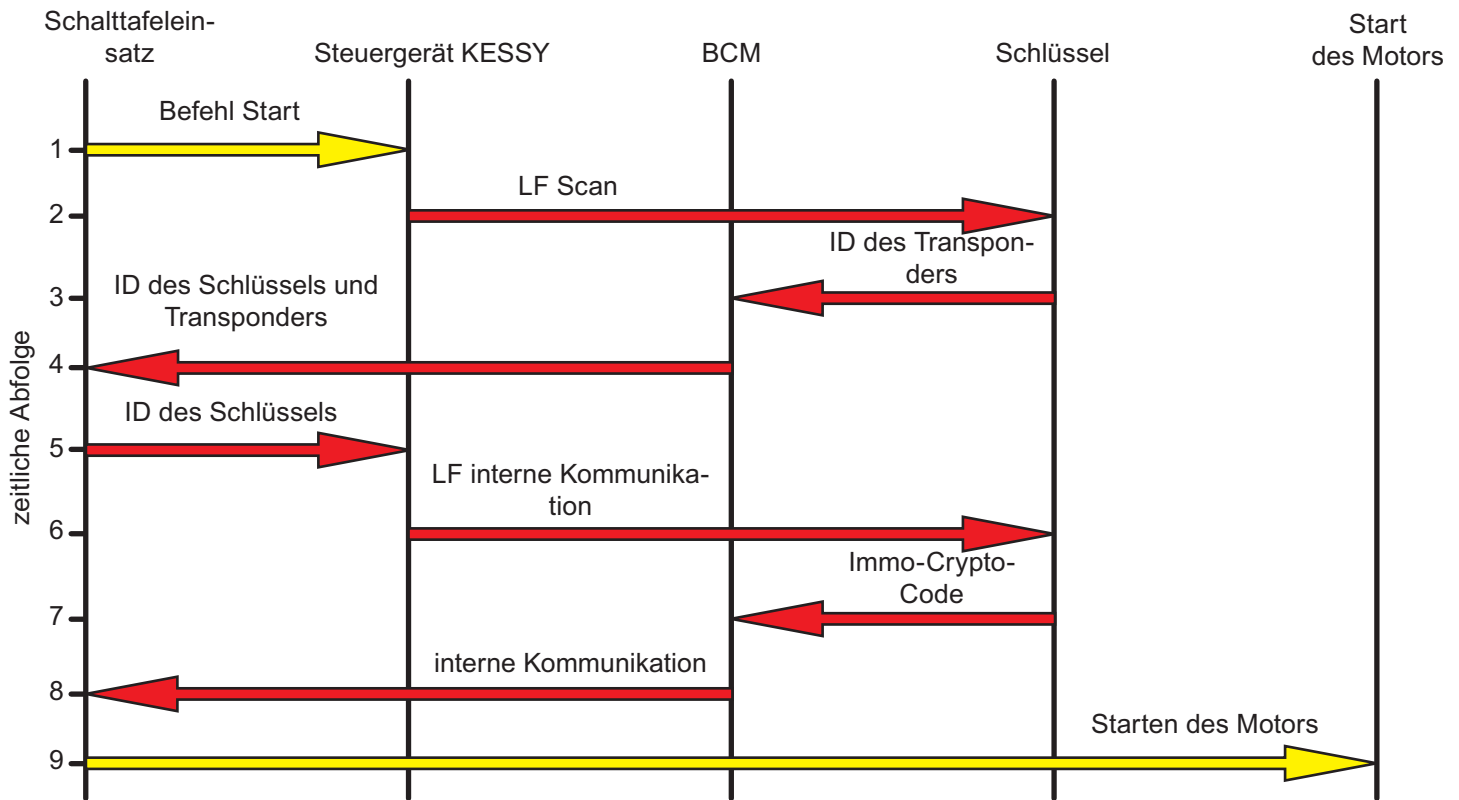 Schalttafelein-
satz
Steuergerät KESSY
BCM
Schlüssel
Start
des Motors
zeitliche Abfolge
1
Befehl Start
2
LF Scan
3
ID des Transpon-
ders
4
ID des Schlüssels und
Transponders
5
ID des Schlüssels
6
LF interne Kommunika-
tion
7
Immo-Crypto-
Code
8
interne Kommunikation
9
Starten des Motors